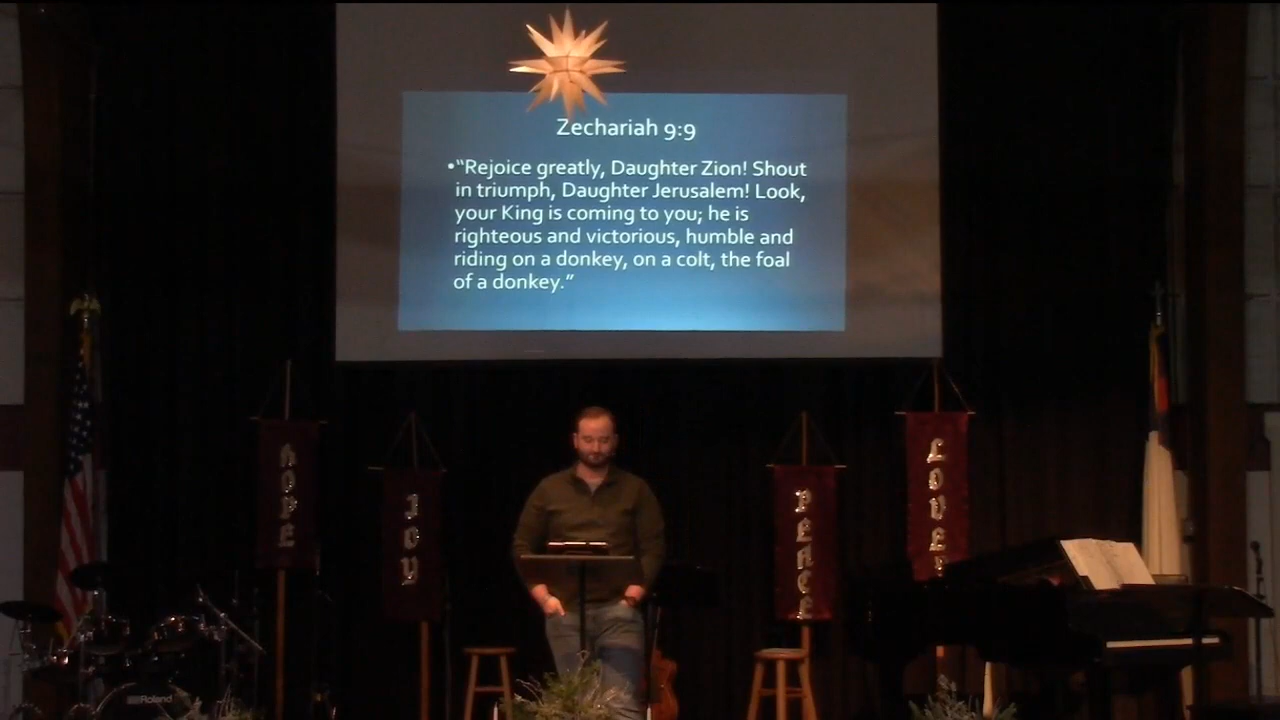 Zechariah 9:9
•“Rejoice greatly, Daughter Zion! Shout
in triumph, Daughter Jerusalem! Look,
your King is coming to you; he is
righteous and victorious, humble and
riding on a donkey, on a colt, the foal
of a donkey.”
HOPE
JOY
PEACE
LOVE
Roland